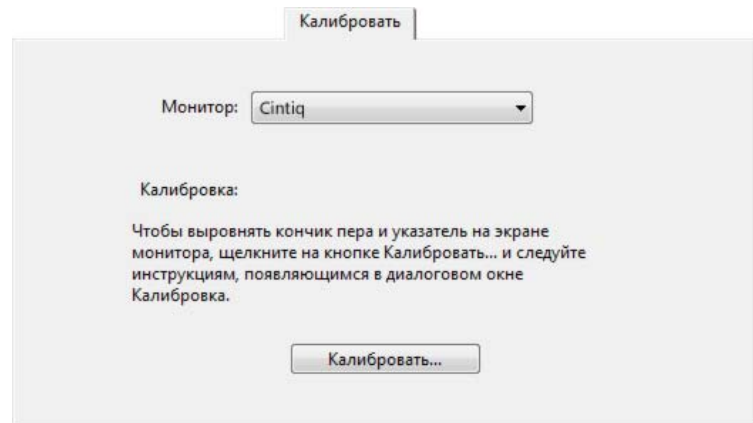 Калибровать
Монитор: Cintiq
Калибровка:
Чтобы выровнять кончик пера и указатель на экране
монитора, щелкните на кнопке Калибровать... и следуйте
инструкциям, появляющимся в диалоговом окне
Калибровка.
Калибровать...